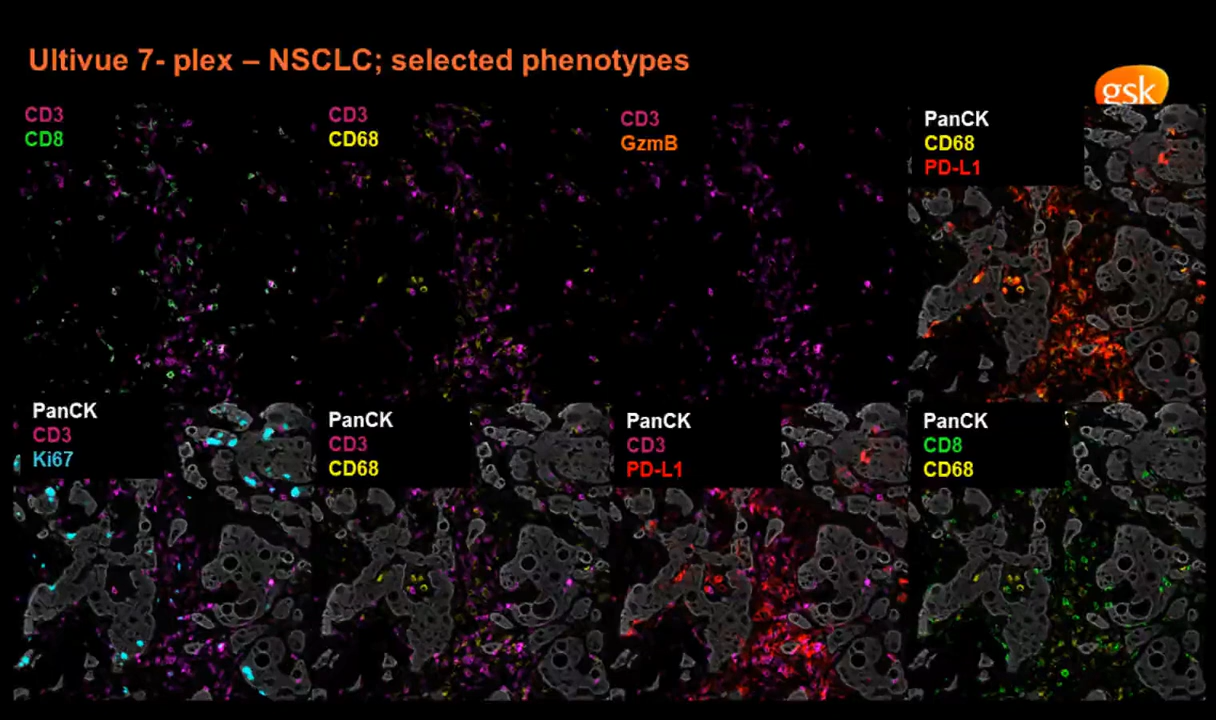 Ultivue 7- plex – NSCLC; selected phenotypes
gsk
CD3
CD8
CD3
CD68
CD3
GzmB
PanCK
CD68
PD-L1
PanCK
CD3
Ki67
PanCK
CD3
CD68
PanCK
CD3
PD-L1
PanCK
CD8
CD68